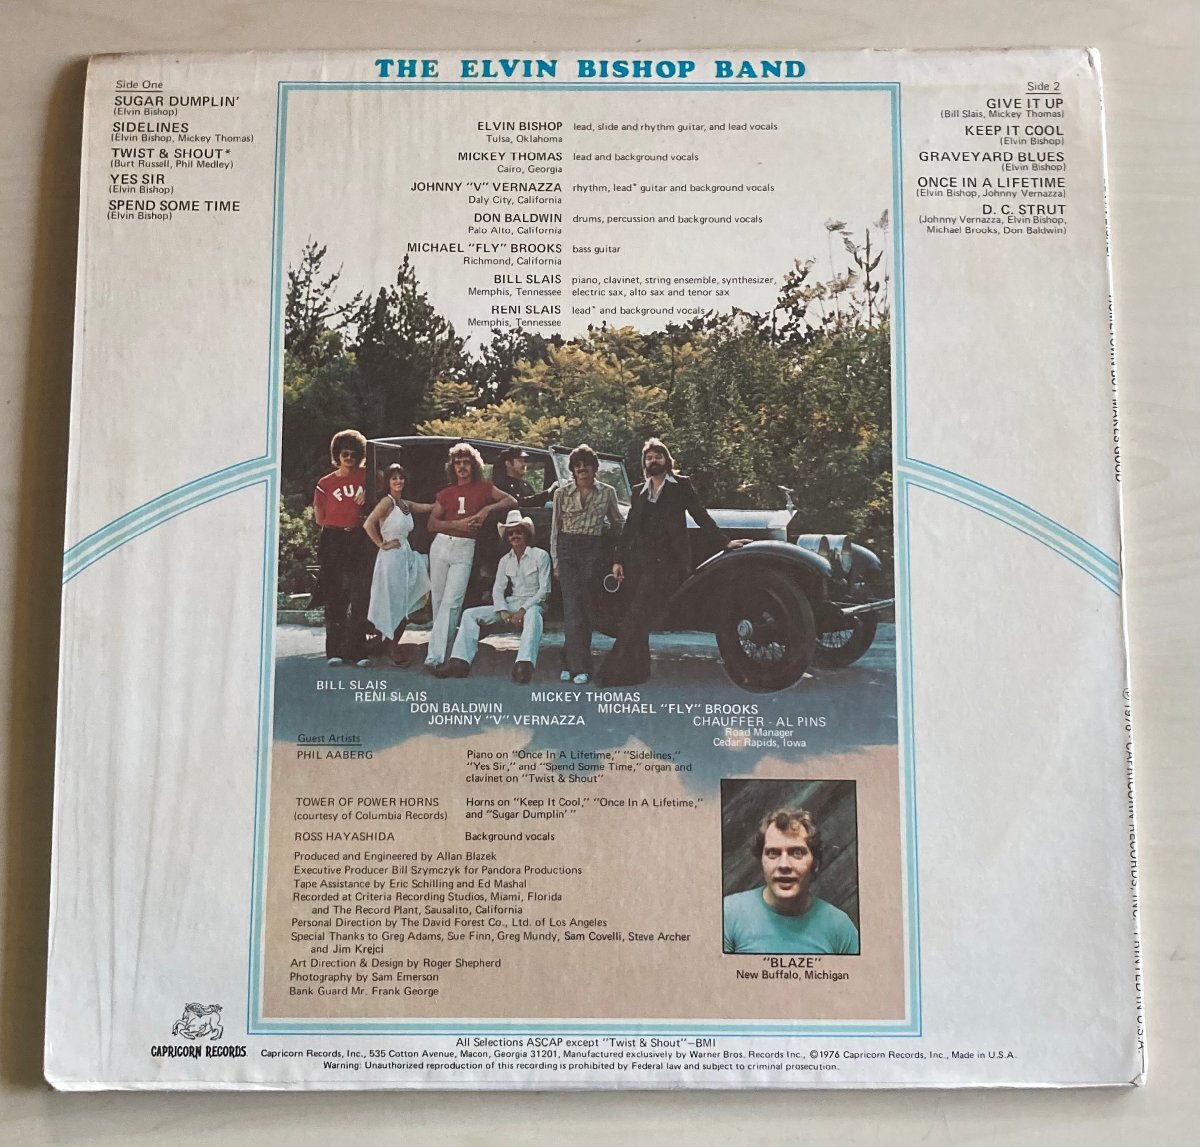 THE ELVIN BISHOP BAND
Side One
SUGAR DUMPLIN'
(Elvin Bishop)
SIDELINES
(Elvin Bishop, Mickey Thomas)
TWIST & SHOUT*
(Burt Russell, Phil Medley)
YES SIR
(Elvin Bishop)
SPEND SOME TIME
(Elvin Bishop)
Side 2
GIVE IT UP
(Bill Slais, Mickey Thomas)
KEEP IT COOL
(Elvin Bishop)
GRAVEYARD BLUES
(Elvin Bishop)
ONCE IN A LIFETIME
(Elvin Bishop, Johnny Vernazza)
D. C. STRUT
(Johnny Vernazza, Elvin Bishop,
Michael Brooks, Don Baldwin)
ELVIN BISHOP lead, slide and rhythm guitar, and lead vocals
Tulsa, Oklahoma
MICKEY THOMAS lead and background vocals
Cairo, Georgia
JOHNNY "V" VERNAZZA rhythm, lead* guitar and background vocals
Daly City, California
DON BALDWIN drums, percussion and background vocals
Palo Alto, California
MICHAEL "FLY" BROOKS bass guitar
Richmond, California
BILL SLAIS piano, clavinet, string ensemble, synthesizer,
Memphis, Tennessee electric sax, alto sax and tenor sax
RENI SLAIS lead* and background vocals
Memphis, Tennessee
FUA
1
BILL SLAIS
RENI SLAIS
DON BALDWIN
JOHNNY "V" VERNAZZA
MICKEY THOMAS
MICHAEL "FLY" BROOKS
CHAUFFER - AL PINS
Road Manager
Cedar Rapids, Iowa
Guest Artists
PHIL AABERG Piano on "Once In A Lifetime," "Sidelines,"
"Yes Sir," and "Spend Some Time," organ and
clavinet on "Twist & Shout"
TOWER OF POWER HORNS Horns on "Keep It Cool," "Once In A Lifetime,"
(courtesy of Columbia Records) and "Sugar Dumplin' "
ROSS HAYASHIDA Background vocals
Produced and Engineered by Allan Blazek
Executive Producer Bill Szymczyk for Pandora Productions
Tape Assistance by Eric Schilling and Ed Mashal
Recorded at Criteria Recording Studios, Miami, Florida
and The Record Plant, Sausalito, California
Personal Direction by The David Forest Co., Ltd. of Los Angeles
Special Thanks to Greg Adams, Sue Finn, Greg Mundy, Sam Covelli, Steve Archer
and Jim Krejci
Art Direction & Design by Roger Shepherd
Photography by Sam Emerson
Bank Guard Mr. Frank George
"BLAZE"
New Buffalo, Michigan
CAPRICORN RECORDS.
All Selections ASCAP except "Twist & Shout"—BMI
Capricorn Records, Inc., 535 Cotton Avenue, Macon, Georgia 31201, Manufactured exclusively by Warner Bros. Records Inc., ©1976 Capricorn Records, Inc., Made in U.S.A.
Warning: Unauthorized reproduction of this recording is prohibited by Federal law and subject to criminal prosecution.
HOMETOWN BOY MAKES GOOD
℗ 1976 CAPRICORN RECORDS, INC. PRINTED IN U.S.A.